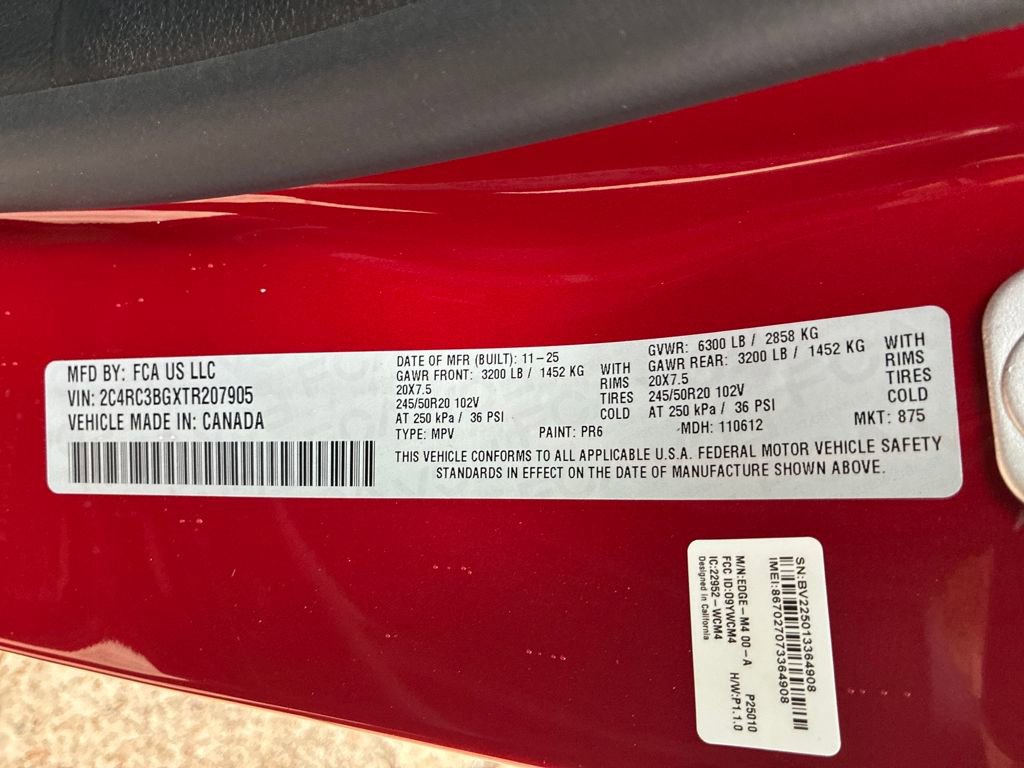 MFD BY: FCA US LLC
VIN: 2C4RC3BGXTR207905
VEHICLE MADE IN: CANADA
DATE OF MFR (BUILT): 11-25
GAWR FRONT: 3200 LB / 1452 KG WITH
20X7.5 RIMS
245/50R20 102V TIRES
AT 250 kPa / 36 PSI COLD
TYPE: MPV PAINT: PR6
GVWR: 6300 LB / 2858 KG
GAWR REAR: 3200 LB / 1452 KG WITH
20X7.5 RIMS
245/50R20 102V TIRES
AT 250 kPa / 36 PSI COLD
MDH: 110612 MKT: 875
THIS VEHICLE CONFORMS TO ALL APPLICABLE U.S.A. FEDERAL MOTOR VEHICLE SAFETY
STANDARDS IN EFFECT ON THE DATE OF MANUFACTURE SHOWN ABOVE.
SN:BV225013364908
IMEI:867027073364908
M/N:EDGE-M4 00-A P25010
FCC ID:O9YWCM4 H/W:P1.1.0
IC:22952-WCM4
Designed in California